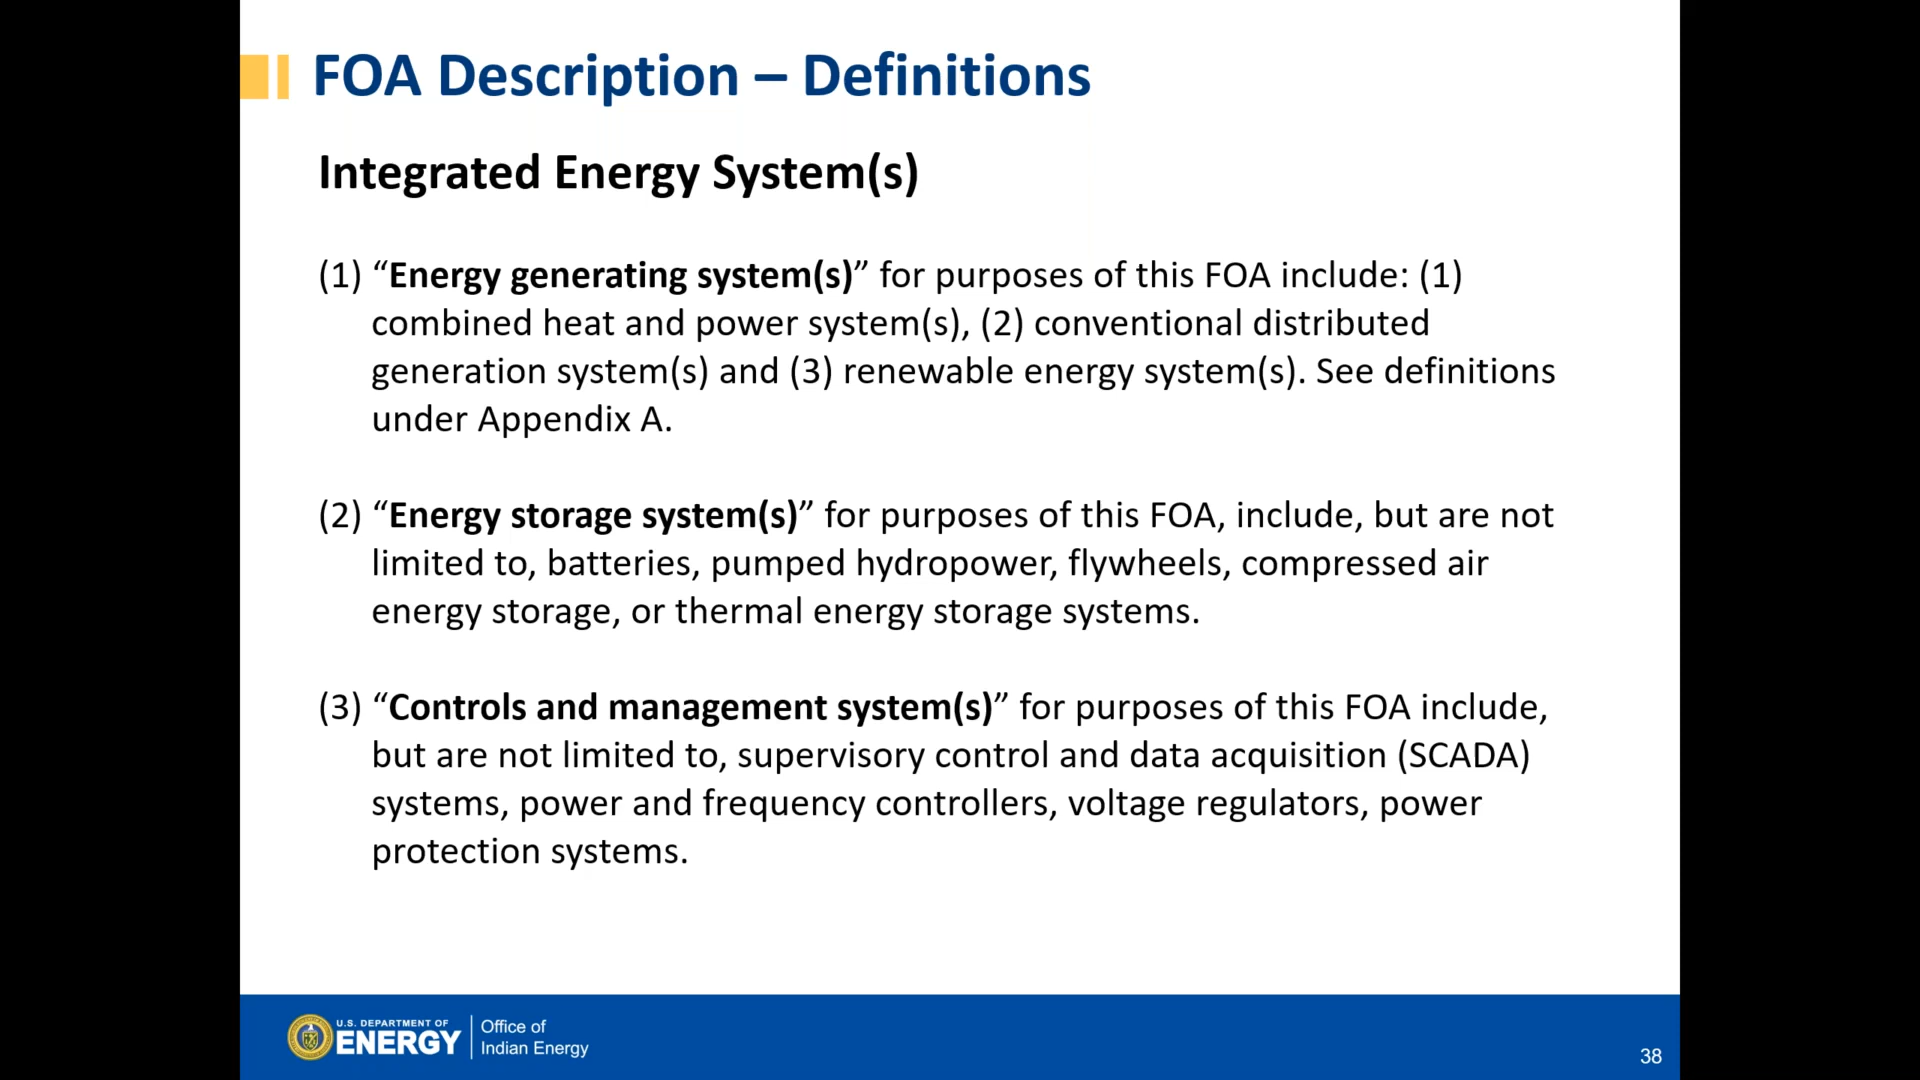 FOA Description – Definitions
Integrated Energy System(s)
(1) “Energy generating system(s)” for purposes of this FOA include: (1)
combined heat and power system(s), (2) conventional distributed
generation system(s) and (3) renewable energy system(s). See definitions
under Appendix A.
(2) “Energy storage system(s)” for purposes of this FOA, include, but are not
limited to, batteries, pumped hydropower, flywheels, compressed air
energy storage, or thermal energy storage systems.
(3) “Controls and management system(s)” for purposes of this FOA include,
but are not limited to, supervisory control and data acquisition (SCADA)
systems, power and frequency controllers, voltage regulators, power
protection systems.
U.S. DEPARTMENT OF
ENERGY
Office of
Indian Energy
38